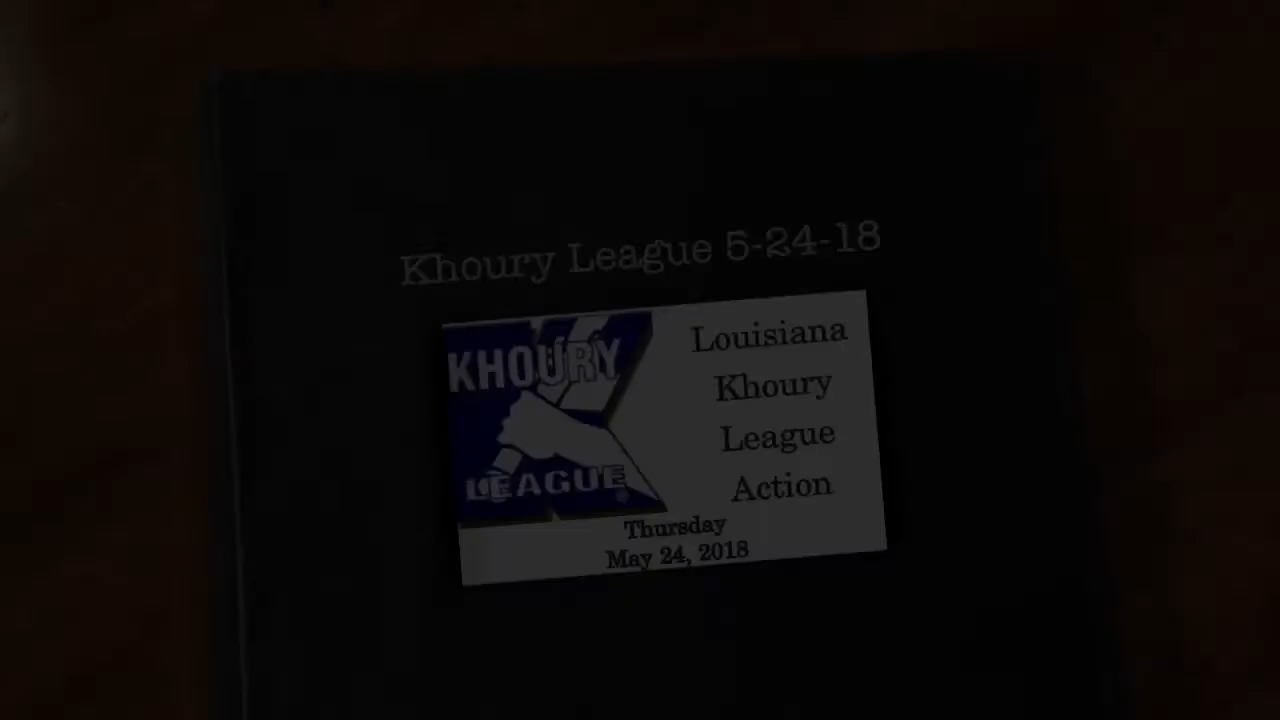 Khoury League 5-24-18
KHOURY
LEAGUE
Louisiana
Khoury
League
Action
Thursday
May 24, 2018